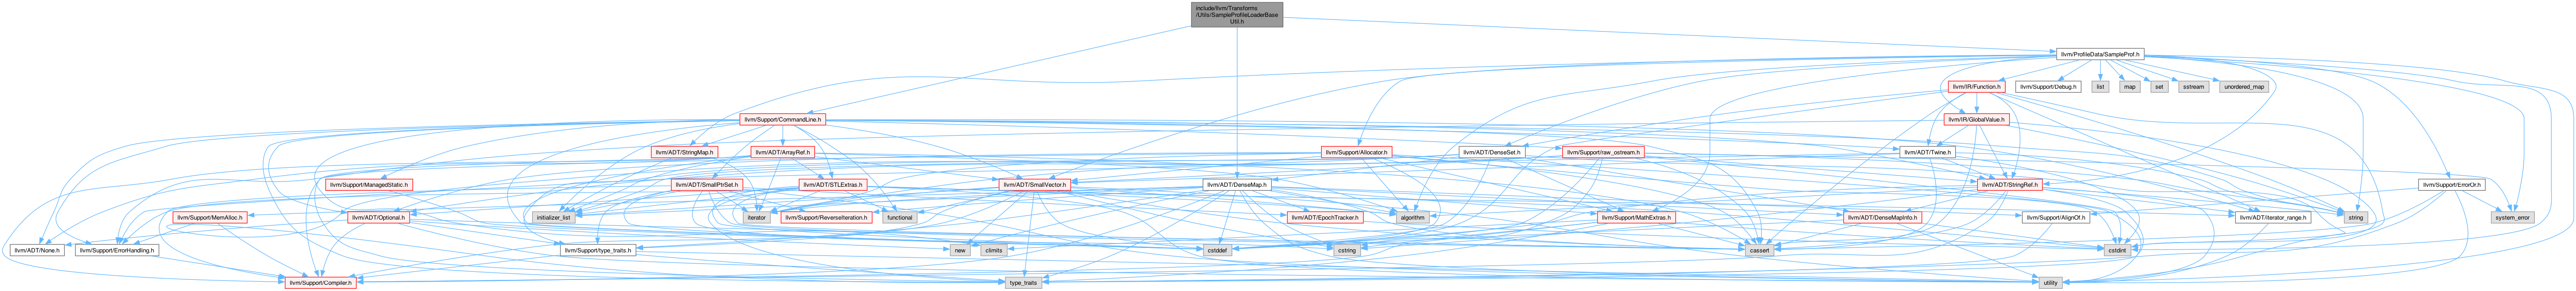 include/llvm/Transforms
/Utils/SampleProfileLoaderBase
Util.h
llvm/ProfileData/SampleProf.h
llvm/IR/Function.h
llvm/Support/Debug.h
list
map
set
sstream
unordered_map
llvm/Support/CommandLine.h
llvm/IR/GlobalValue.h
llvm/ADT/StringMap.h
llvm/ADT/ArrayRef.h
llvm/Support/Allocator.h
llvm/ADT/DenseSet.h
llvm/Support/raw_ostream.h
llvm/ADT/Twine.h
llvm/Support/ManagedStatic.h
llvm/ADT/SmallPtrSet.h
llvm/ADT/STLExtras.h
llvm/ADT/SmallVector.h
llvm/ADT/DenseMap.h
llvm/ADT/StringRef.h
llvm/Support/ErrorOr.h
llvm/Support/MemAlloc.h
llvm/ADT/Optional.h
initializer_list
iterator
llvm/Support/ReverseIteration.h
functional
llvm/ADT/EpochTracker.h
algorithm
llvm/Support/MathExtras.h
llvm/ADT/DenseMapInfo.h
llvm/Support/AlignOf.h
llvm/ADT/iterator_range.h
string
system_error
llvm/ADT/None.h
llvm/Support/ErrorHandling.h
llvm/Support/type_traits.h
new
climits
cstddef
cstring
cassert
cstdint
llvm/Support/Compiler.h
type_traits
utility